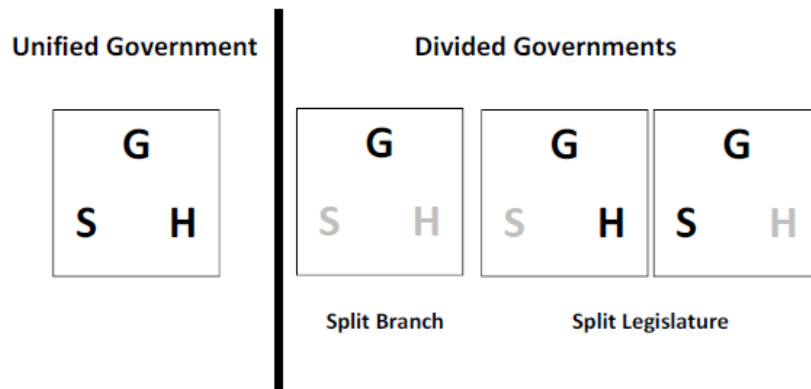 Unified Government Divided Governments
G G G G
S H S H S H S H
Split Branch Split Legislature